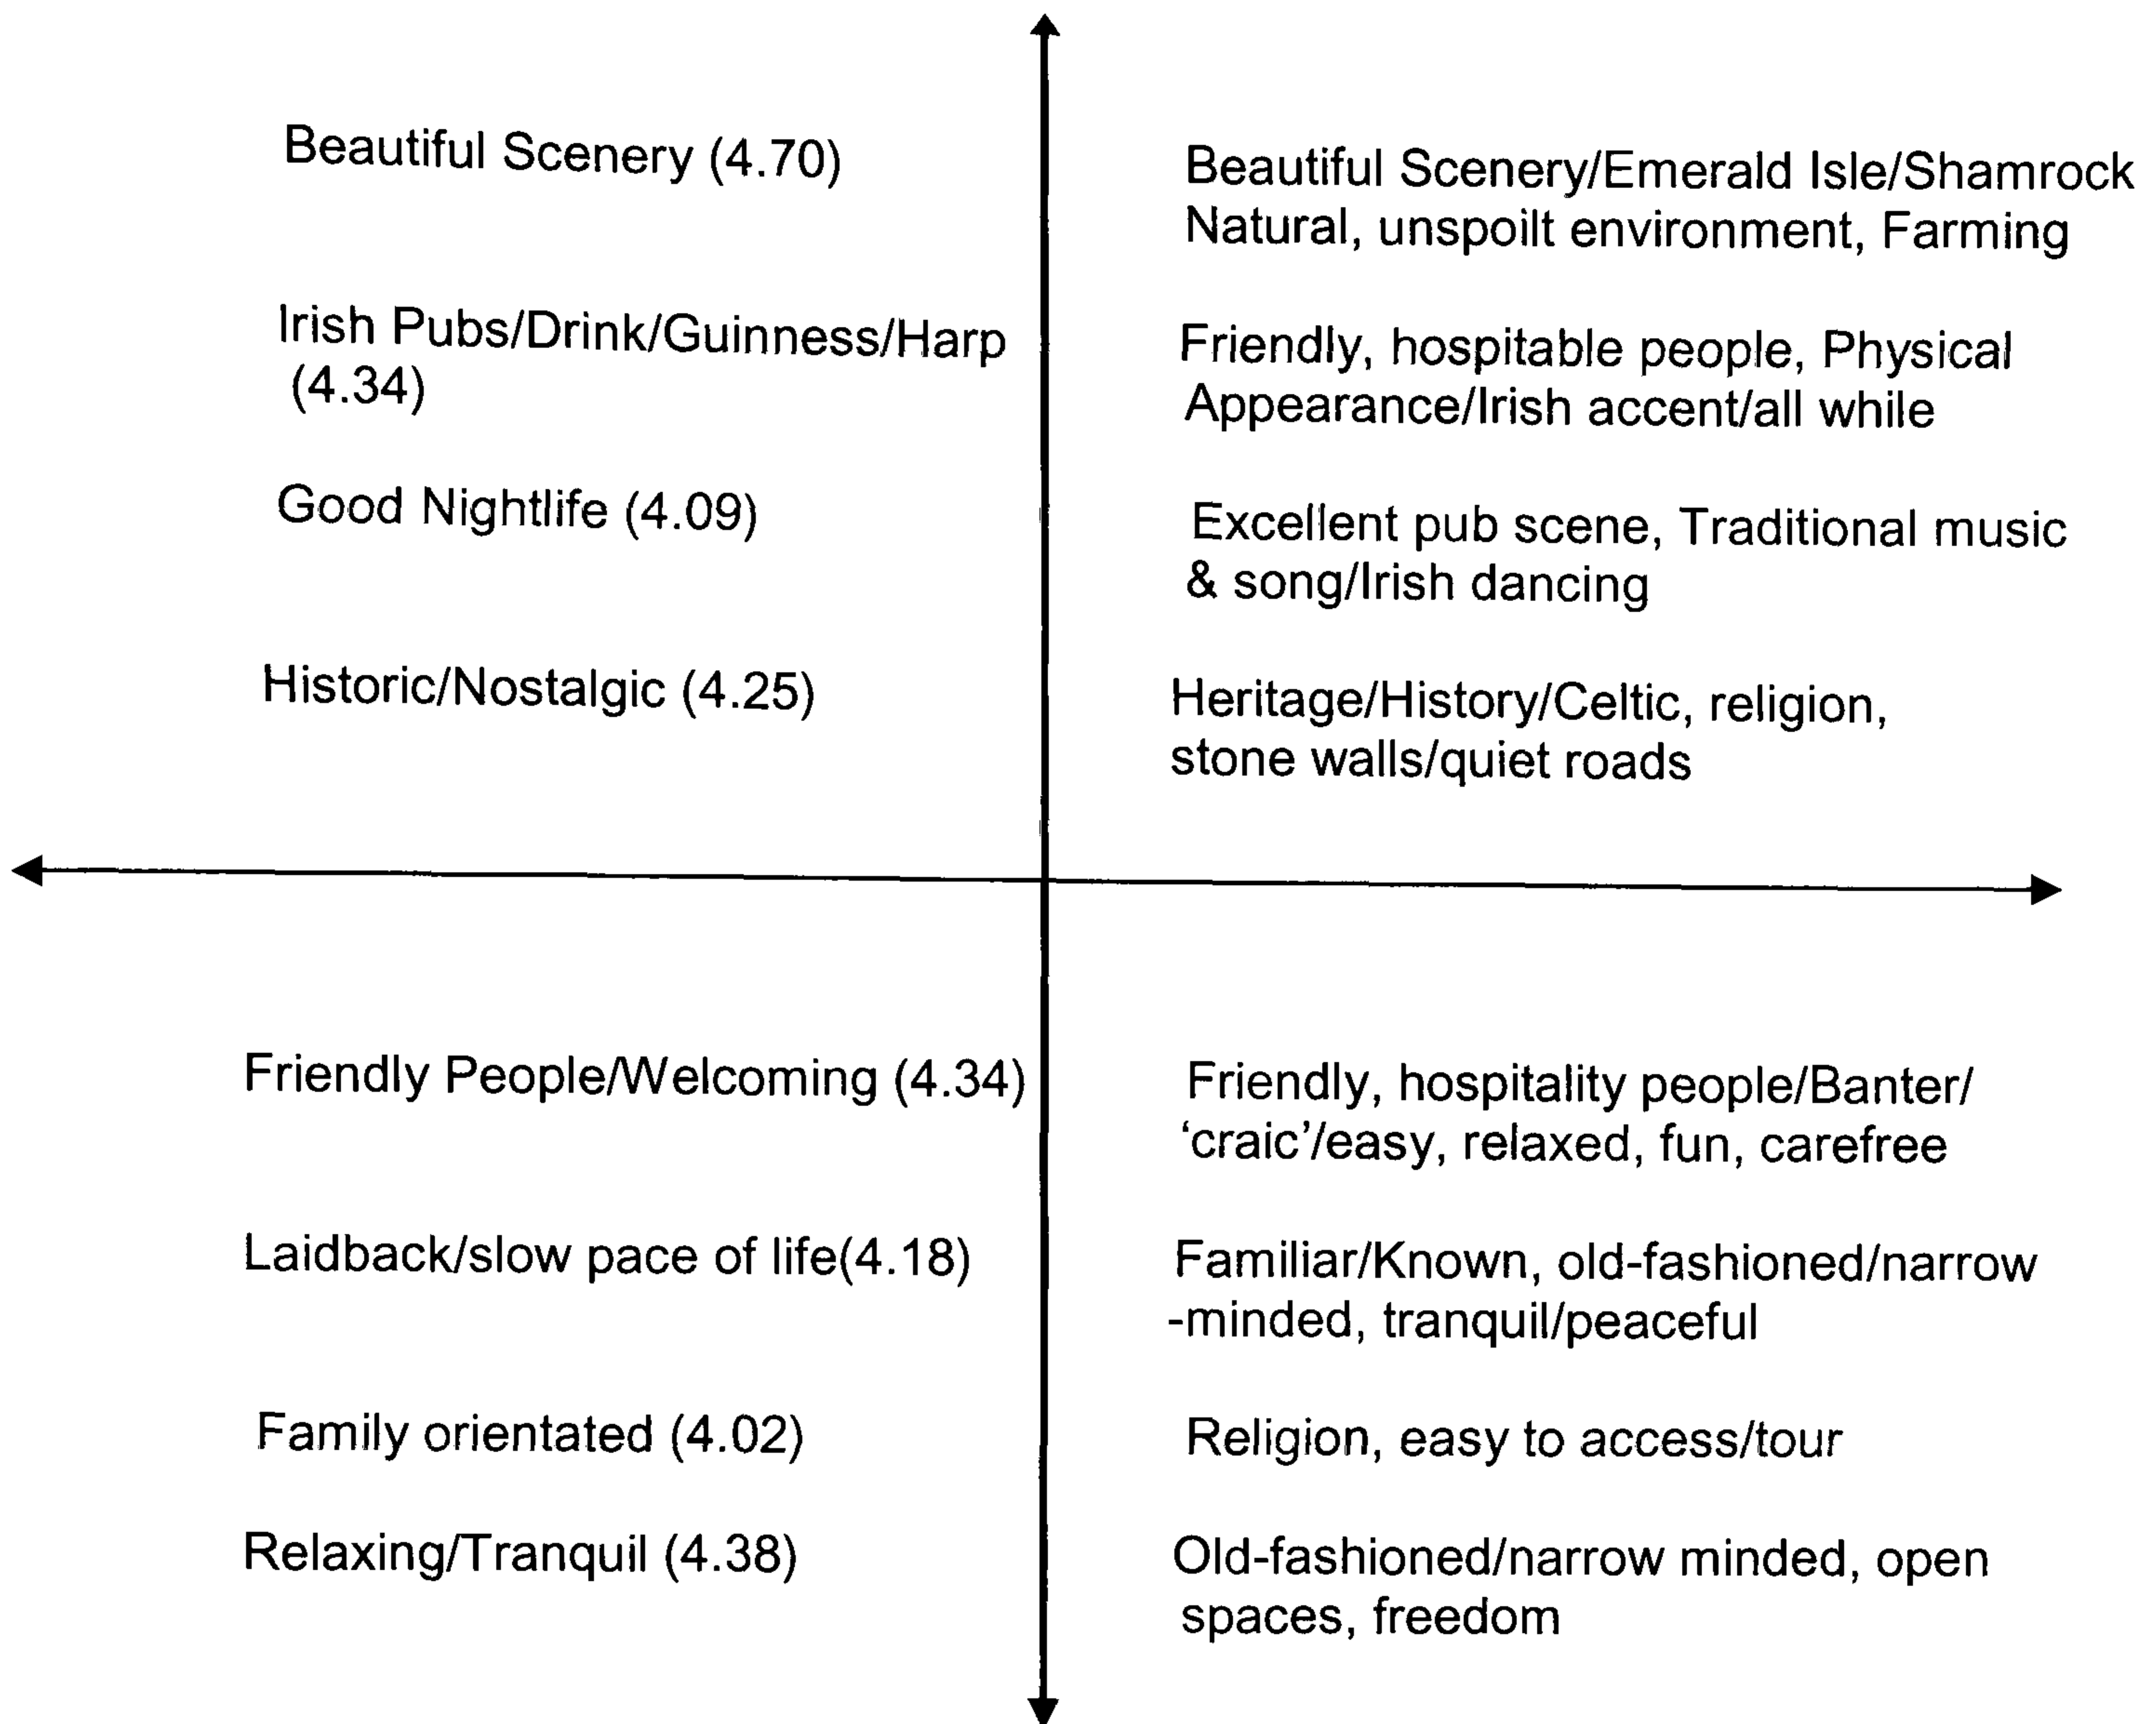 Beautiful Scenery (4.70)
Beautiful Scenery/Emerald Isle/Shamrock
Natural, unspoilt environment, Farming
Irish Pubs/Drink/Guinness/Harp
(4.34)
Friendly, hospitable people, Physical
Appearance/Irish accent/all while
Good Nightlife (4.09)
Excellent pub scene, Traditional music
& song/Irish dancing
Historic/Nostalgic (4.25)
Heritage/History/Celtic, religion,
stone walls/quiet roads
Friendly People/Welcoming (4.34)
Friendly, hospitality people/Banter/
‘craic’/easy, relaxed, fun, carefree
Laidback/slow pace of life(4.18)
Familiar/Known, old-fashioned/narrow
-minded, tranquil/peaceful
Family orientated (4.02)
Religion, easy to access/tour
Relaxing/Tranquil (4.38)
Old-fashioned/narrow minded, open
spaces, freedom